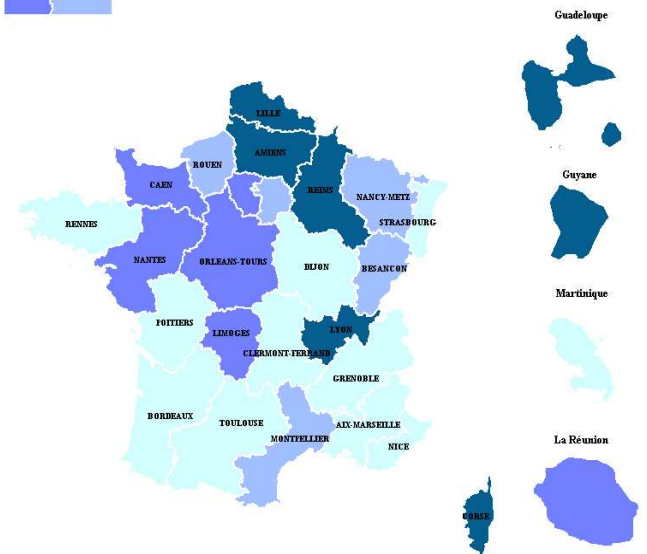 Guadeloupe
LILLE
AMIENS
ROUEN
CAEN
REIMS
NANCY-METZ
Guyane
STRASBOURG
RENNES
NANTES
ORLEANS-TOURS
DIJON
BESANCON
Martinique
POITIERS
LIMOGES
LYON
CLERMONT-FERRAND
GRENOBLE
BORDEAUX
TOULOUSE
AIX-MARSEILLE
MONTPELLIER
NICE
La Réunion
CORSE